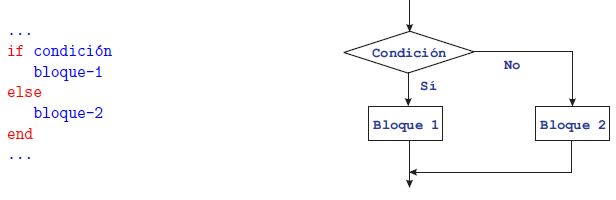 ...
if condición
bloque-1
else
bloque-2
end
...
Condición
No
Sí
Bloque 1
Bloque 2